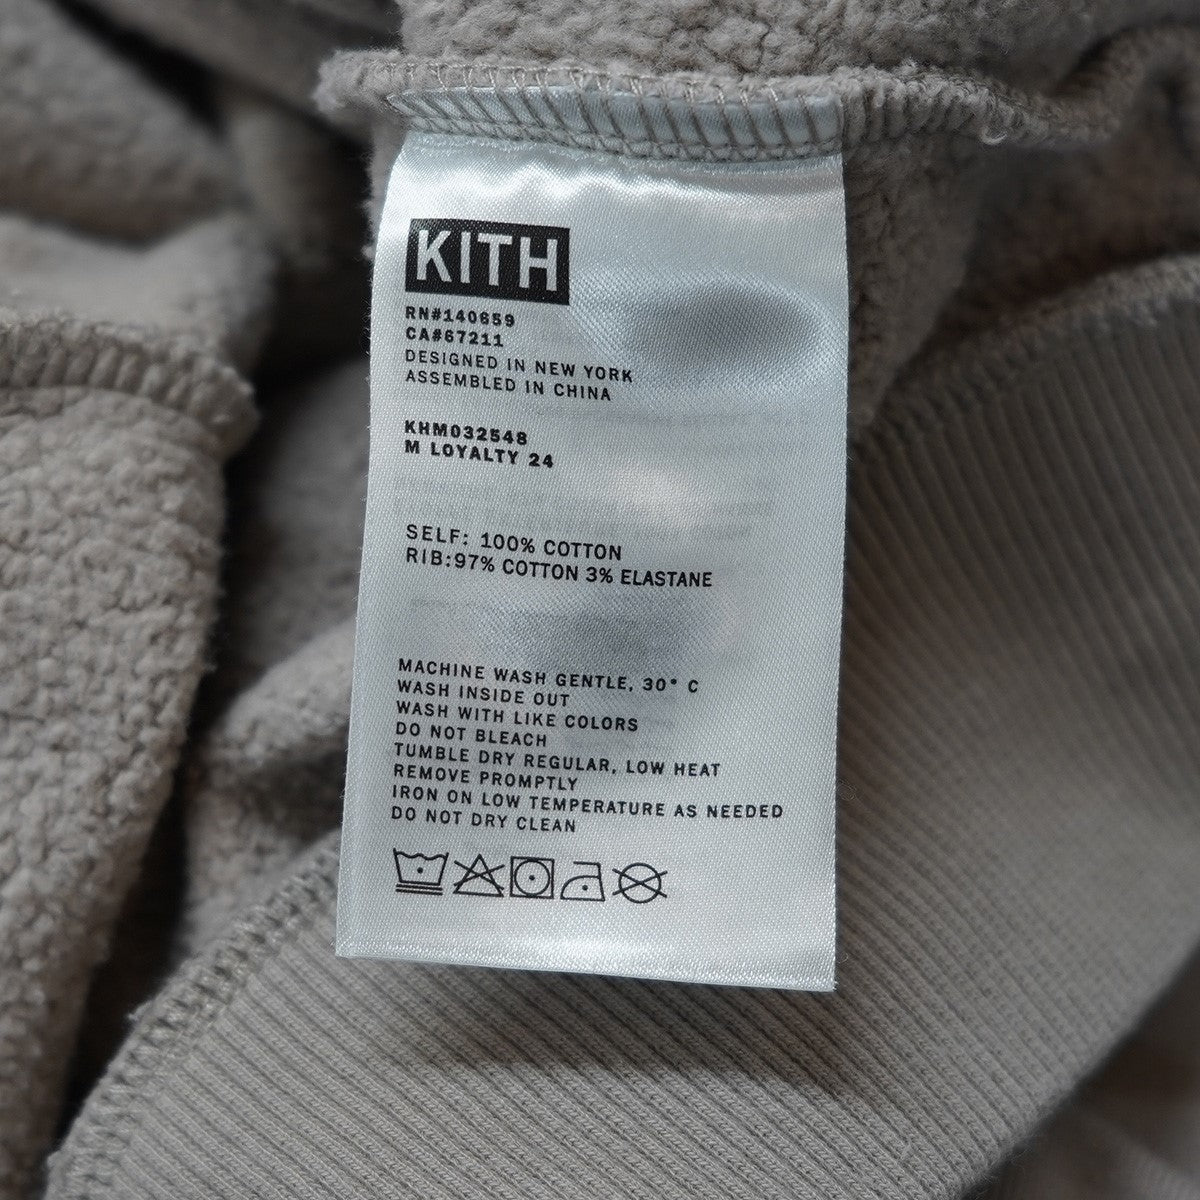 KITH
RN#140659
CA#67211
DESIGNED IN NEW YORK
ASSEMBLED IN CHINA
KHM032548
M LOYALTY 24
SELF: 100% COTTON
RIB:97% COTTON 3% ELASTANE
MACHINE WASH GENTLE, 30° C
WASH INSIDE OUT
WASH WITH LIKE COLORS
DO NOT BLEACH
TUMBLE DRY REGULAR, LOW HEAT
REMOVE PROMPTLY
IRON ON LOW TEMPERATURE AS NEEDED
DO NOT DRY CLEAN